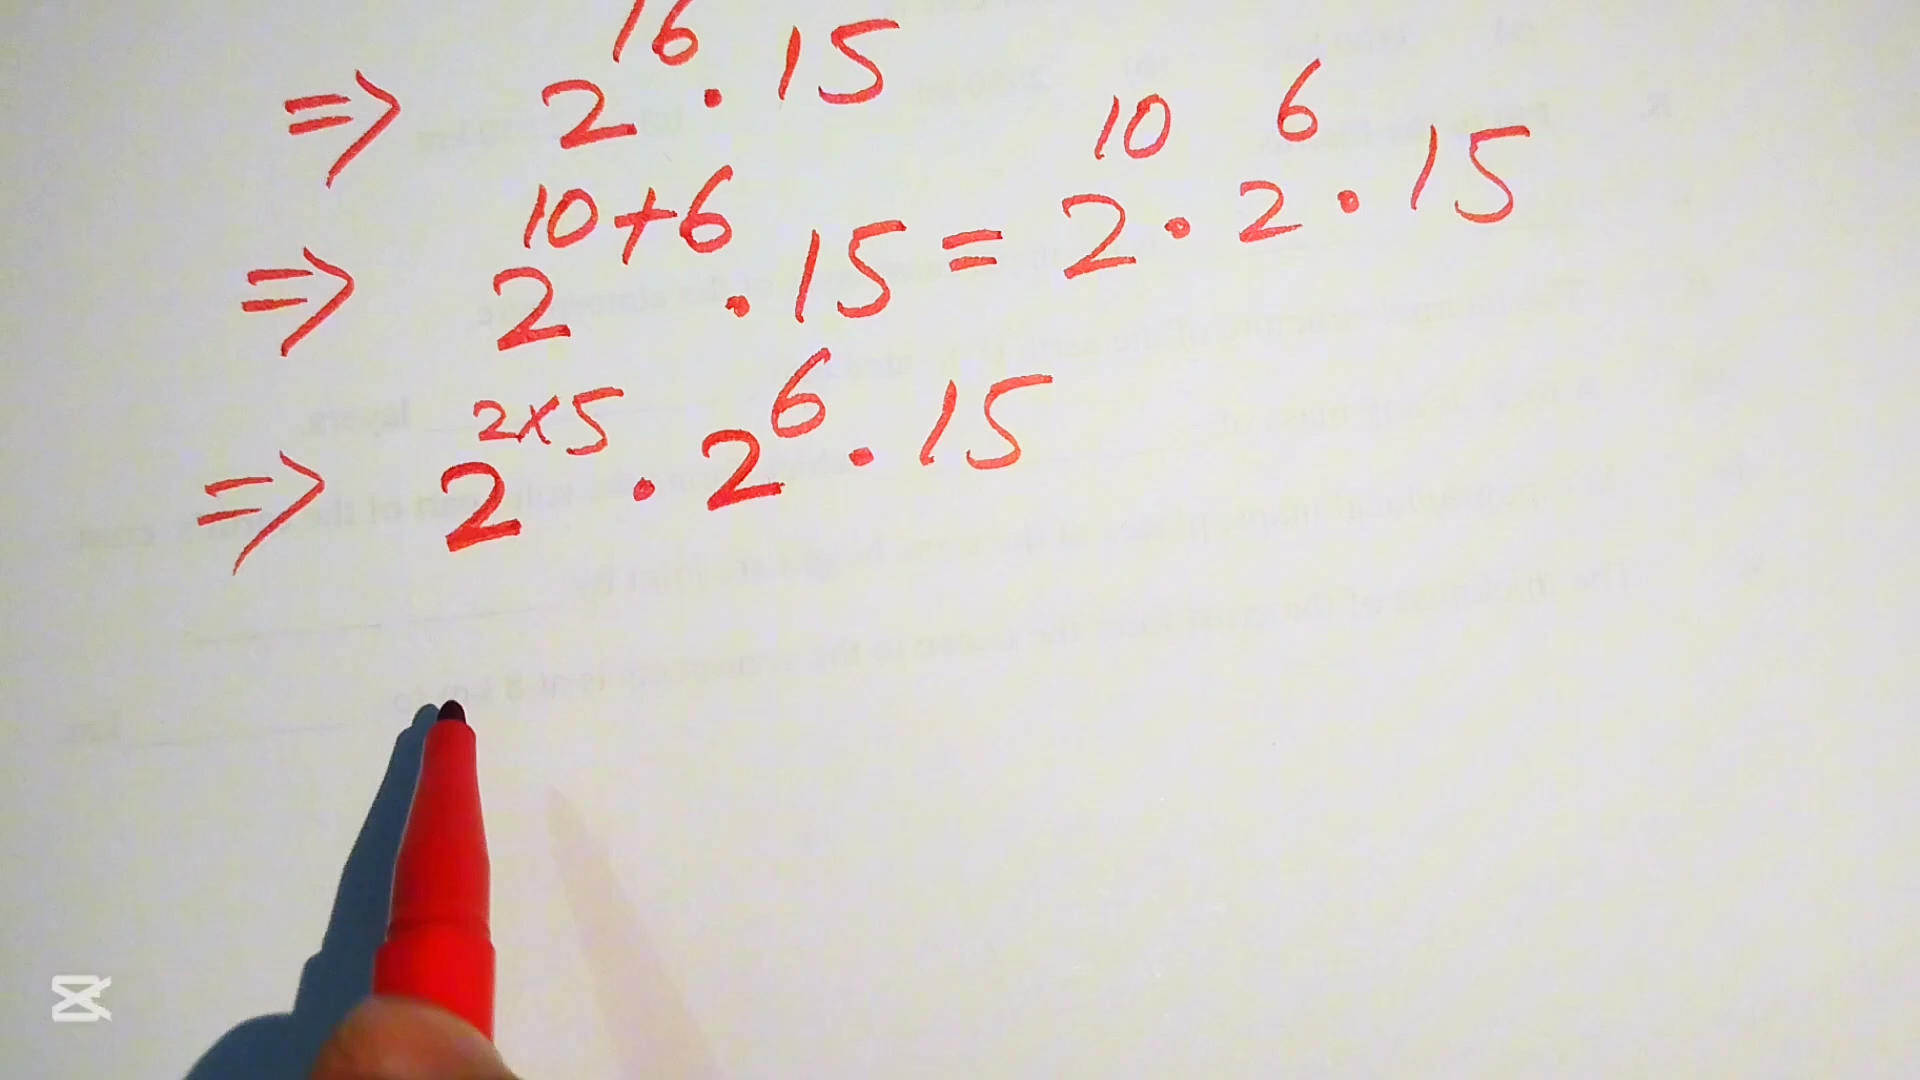 => 2^16 . 15
=> 2^10+6 . 15 = 2^10 . 2^6 . 15
=> 2^2×5 . 2^6 . 15